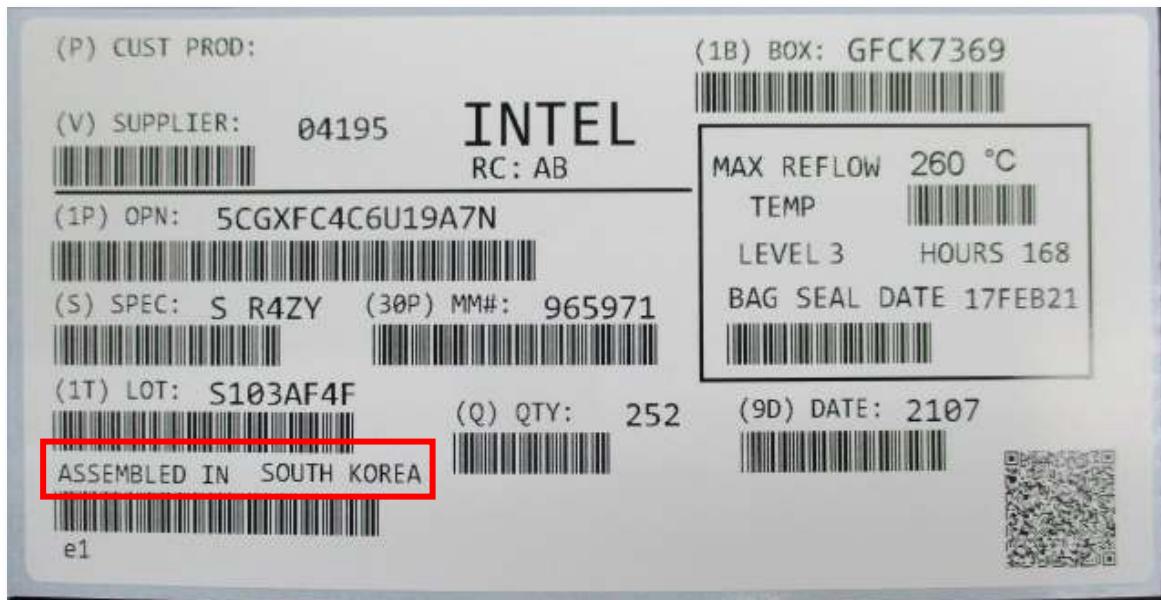 (P) CUST PROD:
(1B) BOX: GFCK7369
(V) SUPPLIER: 04195
INTEL
RC: AB
MAX REFLOW 260 °C
TEMP
LEVEL 3 HOURS 168
BAG SEAL DATE 17FEB21
(1P) OPN: 5CGXFC4C6U19A7N
(S) SPEC: S R4ZY (30P) MM#: 965971
(1T) LOT: S103AF4F
(Q) QTY: 252
(9D) DATE: 2107
ASSEMBLED IN SOUTH KOREA
e1